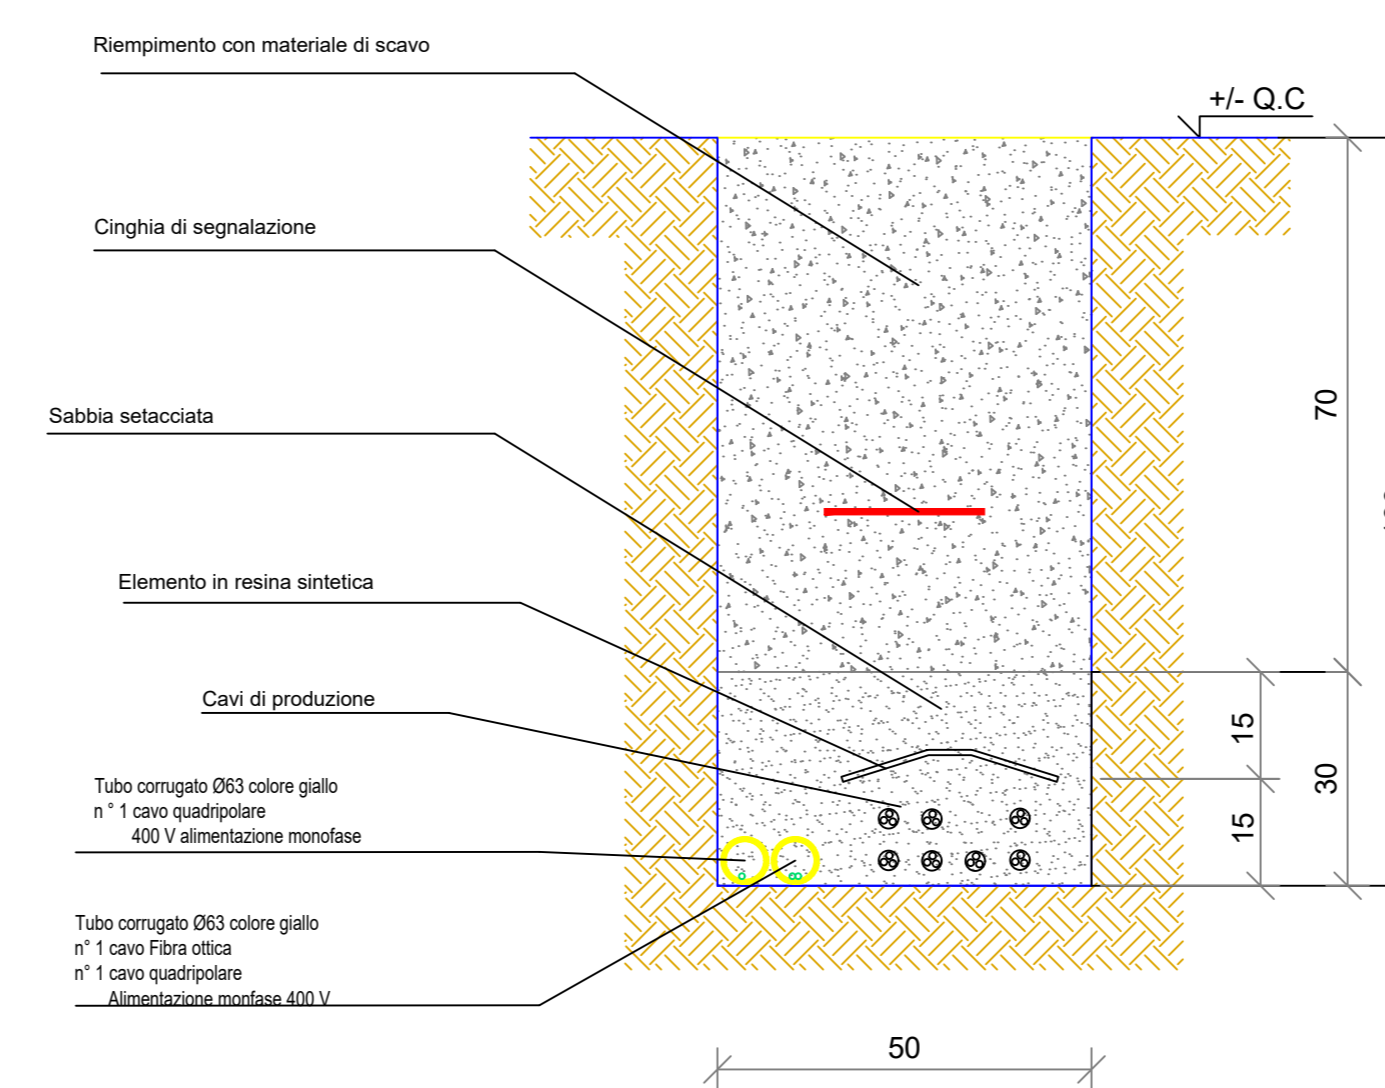 Riempimento con materiale di scavo
+/- Q.C
Cinghia di segnalazione
70
Sabbia setacciata
Elemento in resina sintetica
Cavi di produzione
15
30
15
Tubo corrugato Ø63 colore giallo
n ° 1 cavo quadripolare
400 V alimentazione monofase
Tubo corrugato Ø63 colore giallo
n° 1 cavo Fibra ottica
n° 1 cavo quadripolare
Alimentazione monfase 400 V
50